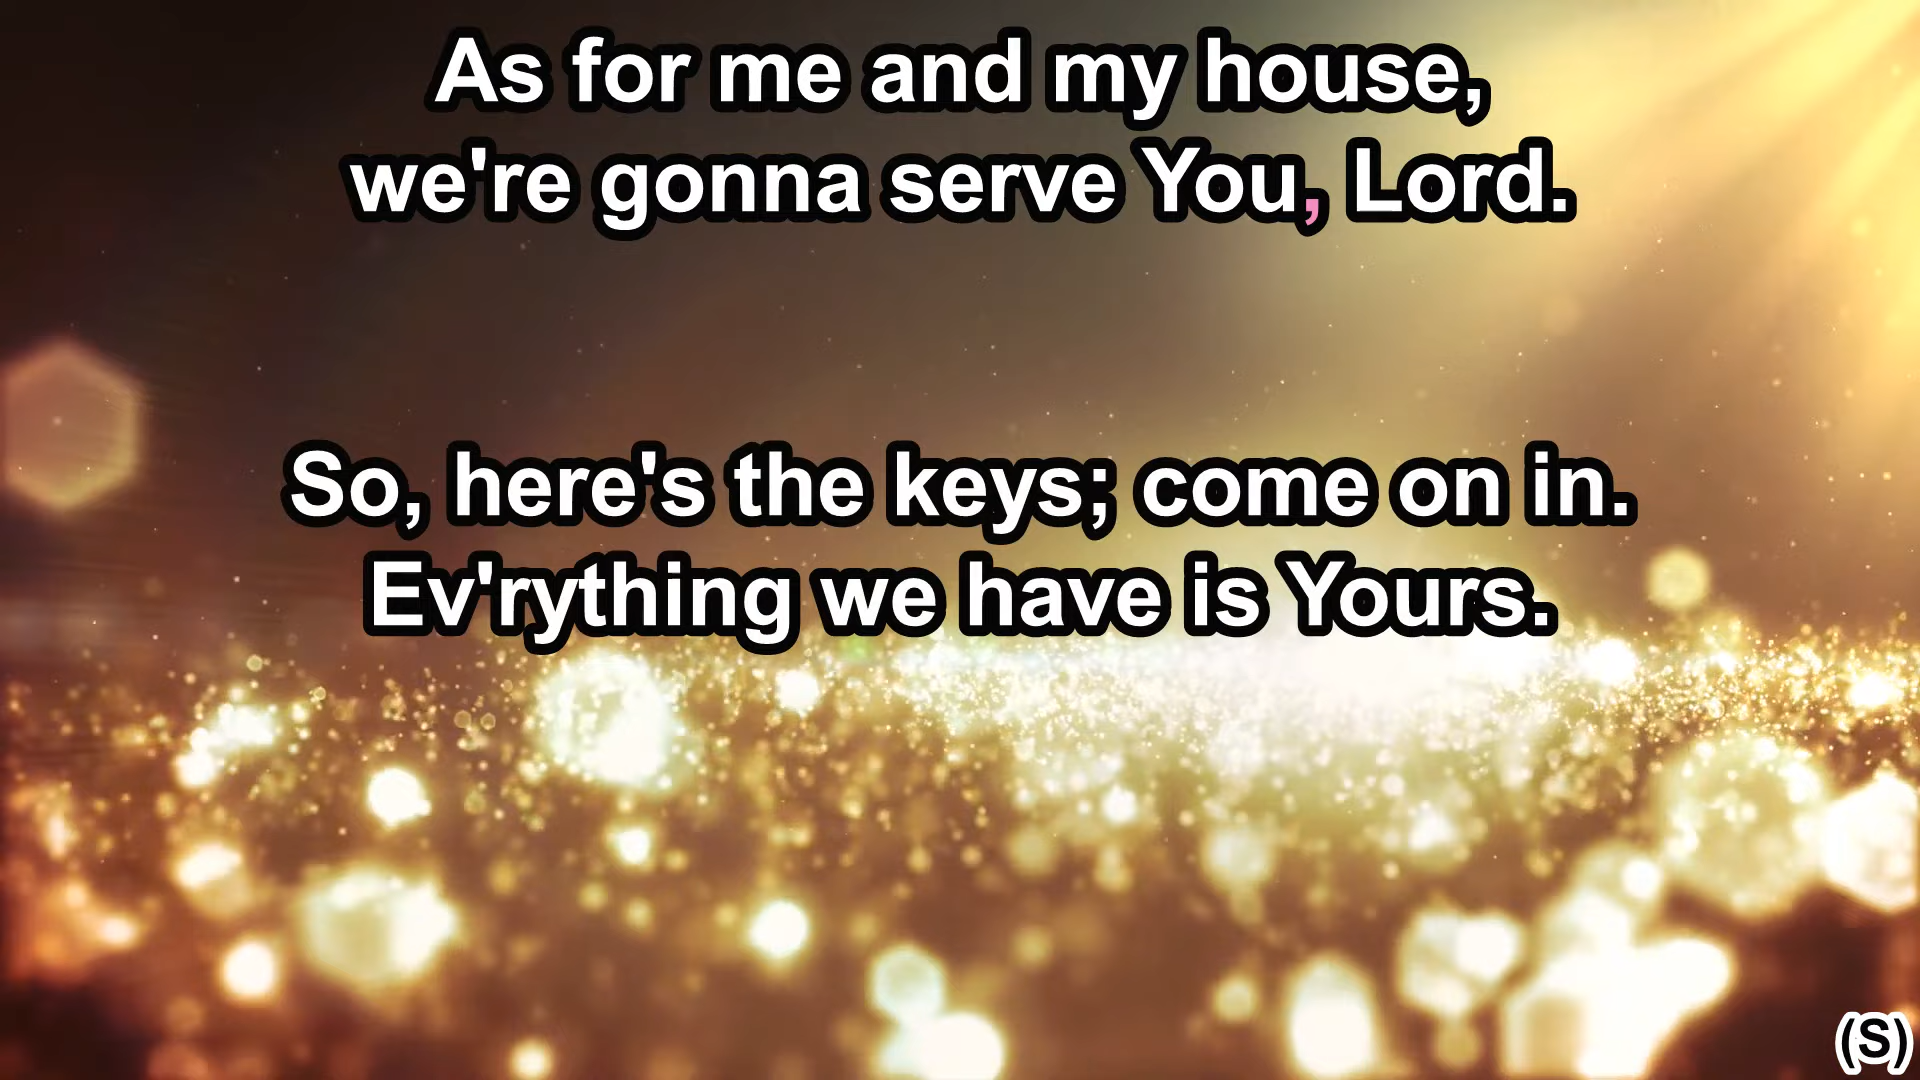 As for me and my house,
we're gonna serve You, Lord.
So, here's the keys; come on in.
Ev'rything we have is Yours.
(S)